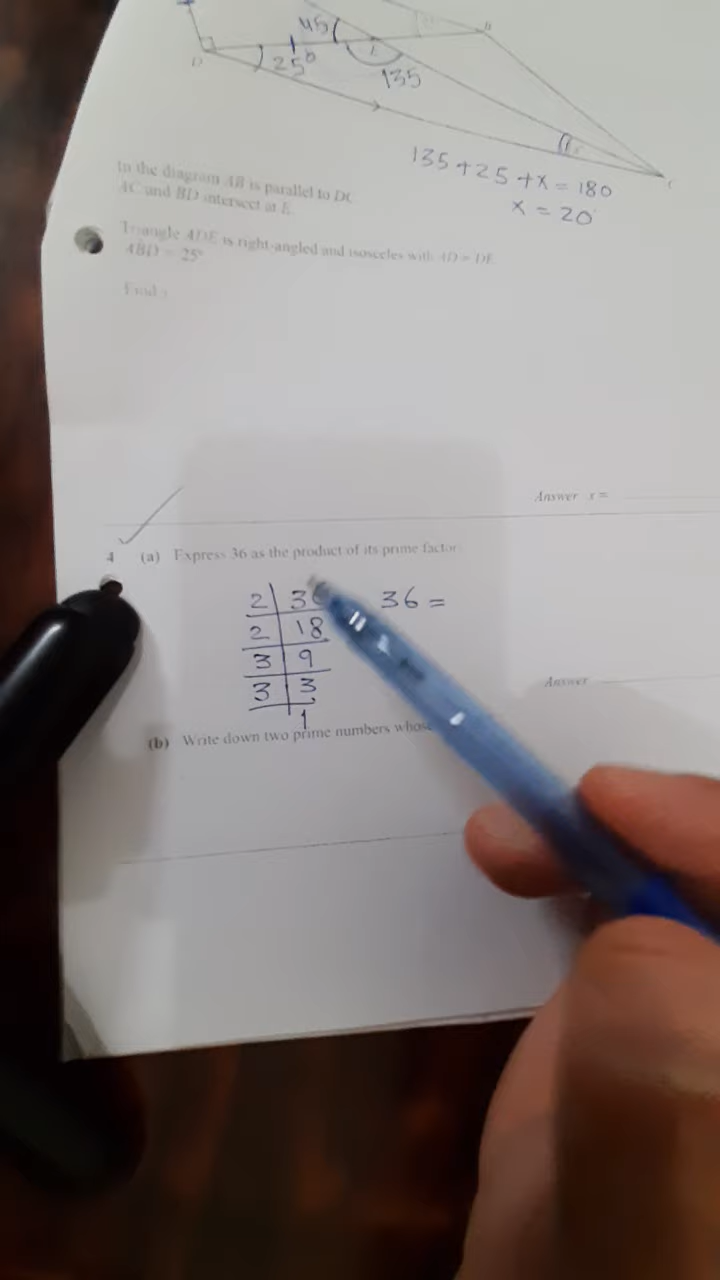 45
D
25°
135
135 + 25 + x = 180
x = 20
In the diagram AB is parallel to DC
AC and BD intersect at E
Triangle ADE is right-angled and isosceles with AD = DE
ABD = 25°
Find x
Answer x =
4 (a) Express 36 as the product of its prime factor
2 36 36 =
2 18
3 9
3 3
1
Answer
(b) Write down two prime numbers whose